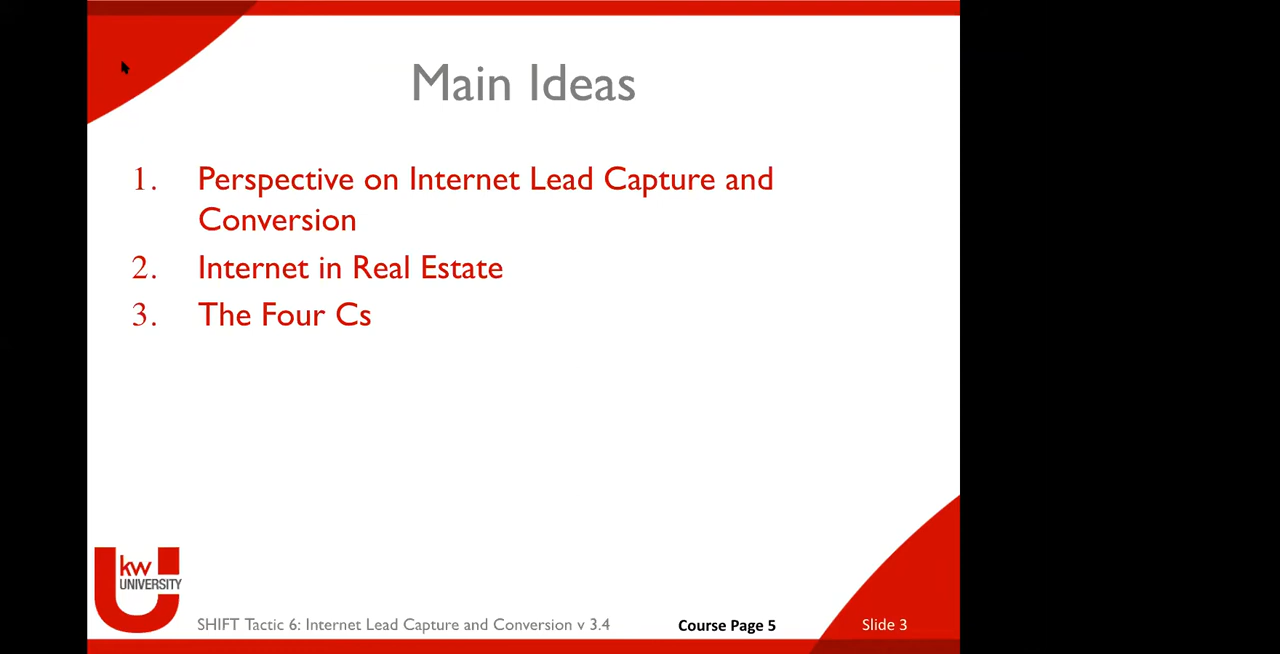 Main Ideas
1. Perspective on Internet Lead Capture and
Conversion
2. Internet in Real Estate
3. The Four Cs
kw
UNIVERSITY
SHIFT Tactic 6: Internet Lead Capture and Conversion v 3.4 Course Page 5 Slide 3